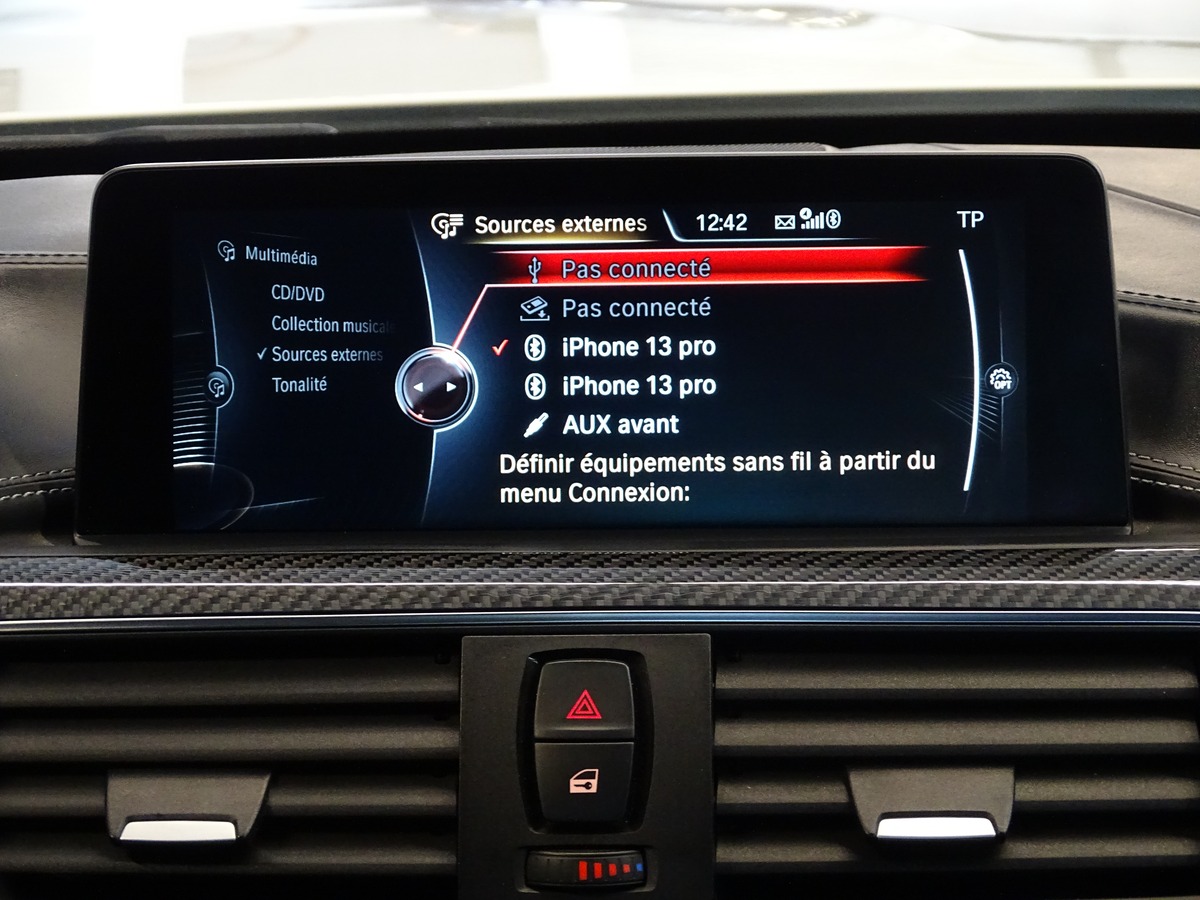 Sources externes 12:42 TP
Multimédia
CD/DVD
Collection musicale
Sources externes
Tonalité
Pas connecté
Pas connecté
iPhone 13 pro
iPhone 13 pro
AUX avant
Définir équipements sans fil à partir du
menu Connexion:
OPT